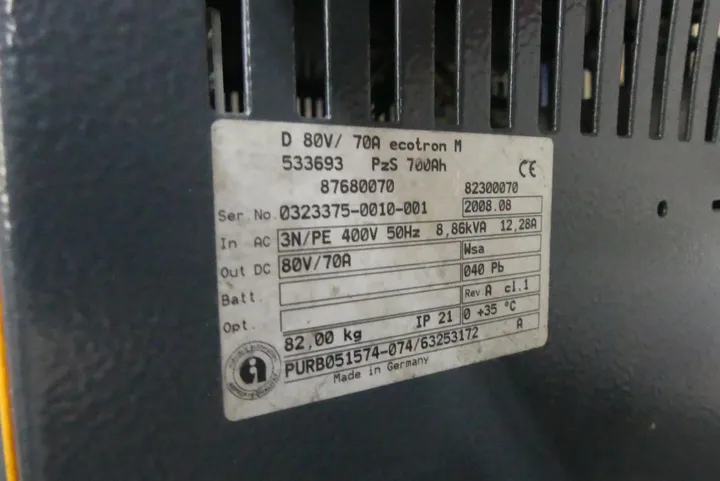 D 80V/ 70A ecotron M
533693 PzS 700Ah CE
87680070 82300070
Ser.No. 0323375-0010-001 2008.08
In AC 3N/PE 400V 50Hz 8,86kVA 12,28A
Out DC 80V/70A Wsa
Batt. 040 Pb
Rev A cl.1
Opt. 82,00 kg IP 21 0 +35 °C
PURB051574-074/63253172 A
Made in Germany